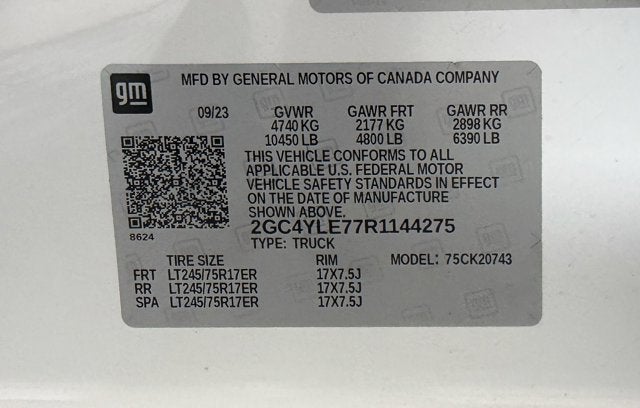 MFD BY GENERAL MOTORS OF CANADA COMPANY
gm
09/23 GVWR GAWR FRT GAWR RR
4740 KG 2177 KG 2898 KG
10450 LB 4800 LB 6390 LB
THIS VEHICLE CONFORMS TO ALL
APPLICABLE U.S. FEDERAL MOTOR
VEHICLE SAFETY STANDARDS IN EFFECT
ON THE DATE OF MANUFACTURE
SHOWN ABOVE.
8624
2GC4YLE77R1144275
TYPE: TRUCK
TIRE SIZE RIM MODEL: 75CK20743
FRT LT245/75R17ER 17X7.5J
RR LT245/75R17ER 17X7.5J
SPA LT245/75R17ER 17X7.5J